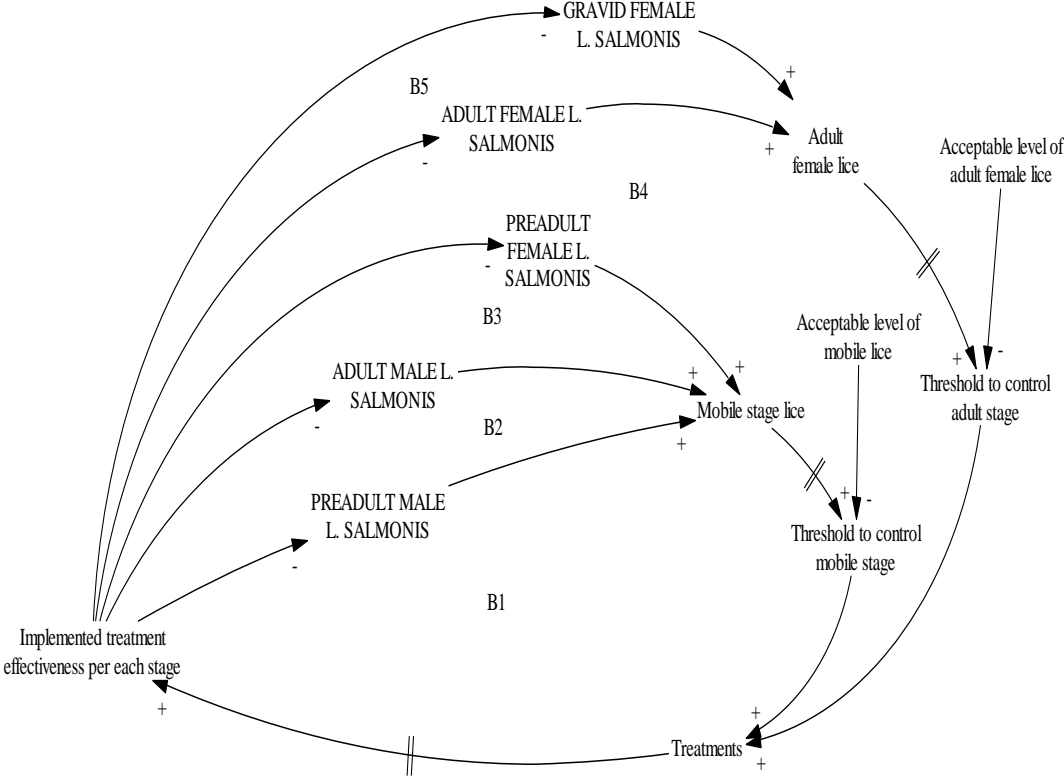 GRAVID FEMALE
L. SALMONIS
-
+
B5
ADULT FEMALE L.
SALMONIS
-
+
Adult
female lice
Acceptable level of
adult female lice
B4
PREADULT
FEMALE L.
SALMONIS
-
B3
Acceptable level of
mobile lice
+
-
Threshold to control
adult stage
ADULT MALE L.
SALMONIS
-
+
+
Mobile stage lice
+
B2
PREADULT MALE
L. SALMONIS
-
+
-
Threshold to control
mobile stage
B1
Implemented treatment
effectiveness per each stage
+
+
Treatments
+